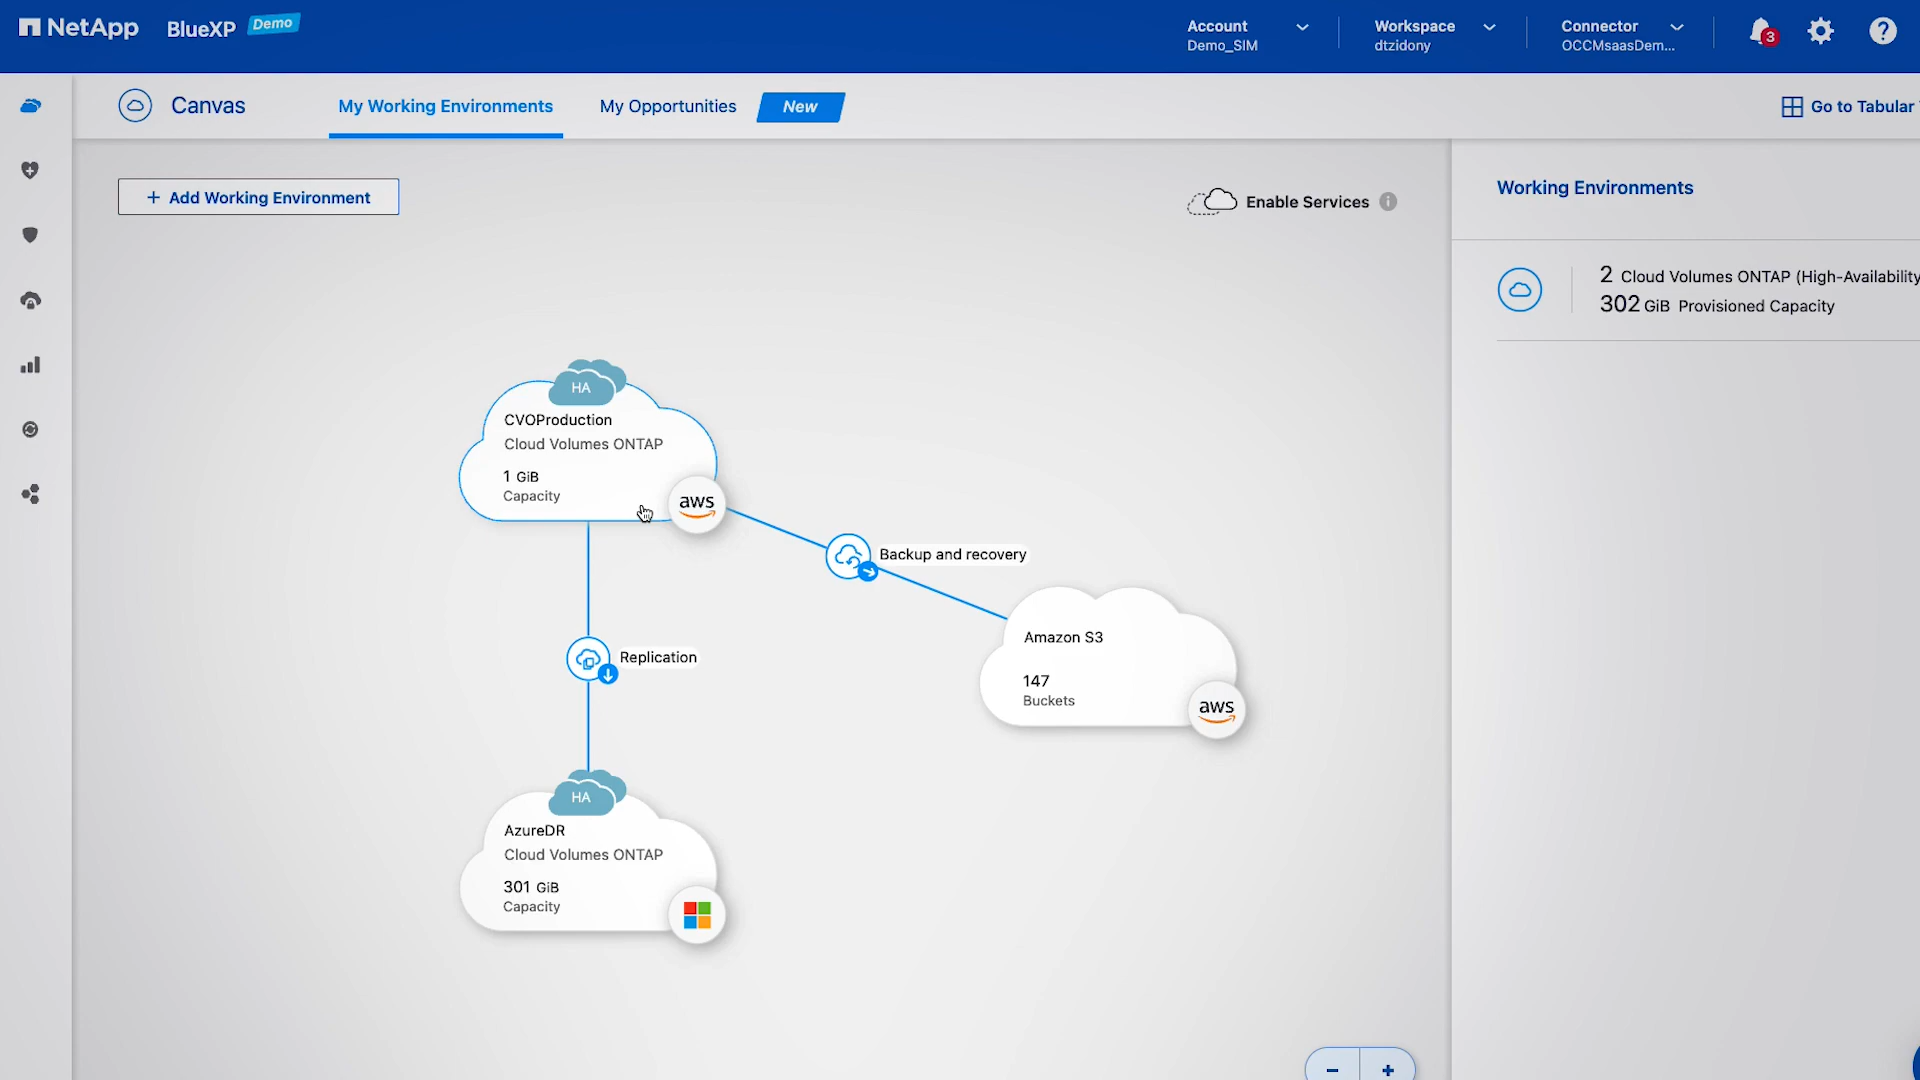 NetApp BlueXP Demo
Account
Demo_SIM
Workspace
dtzidony
Connector
OCCMsaasDem...
3
?
Canvas
My Working Environments
My Opportunities
New
Go to Tabular
+ Add Working Environment
Enable Services i
Working Environments
2 Cloud Volumes ONTAP (High-Availability
302 GiB Provisioned Capacity
HA
CVOProduction
Cloud Volumes ONTAP
1 GiB
Capacity
aws
Backup and recovery
Amazon S3
147
Buckets
aws
Replication
HA
AzureDR
Cloud Volumes ONTAP
301 GiB
Capacity
− +